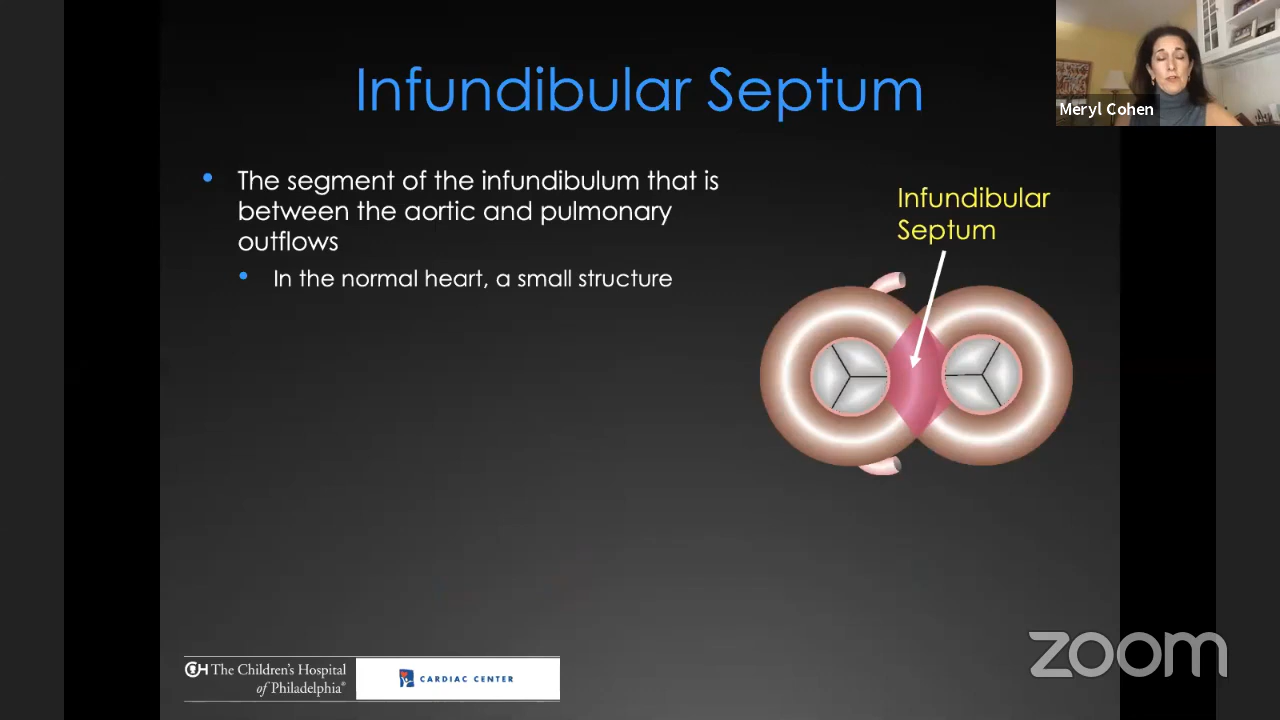 Infundibular Septum
Meryl Cohen
• The segment of the infundibulum that is
between the aortic and pulmonary
outflows
• In the normal heart, a small structure
Infundibular
Septum
CH The Children's Hospital
of Philadelphia®
CARDIAC CENTER
zoom